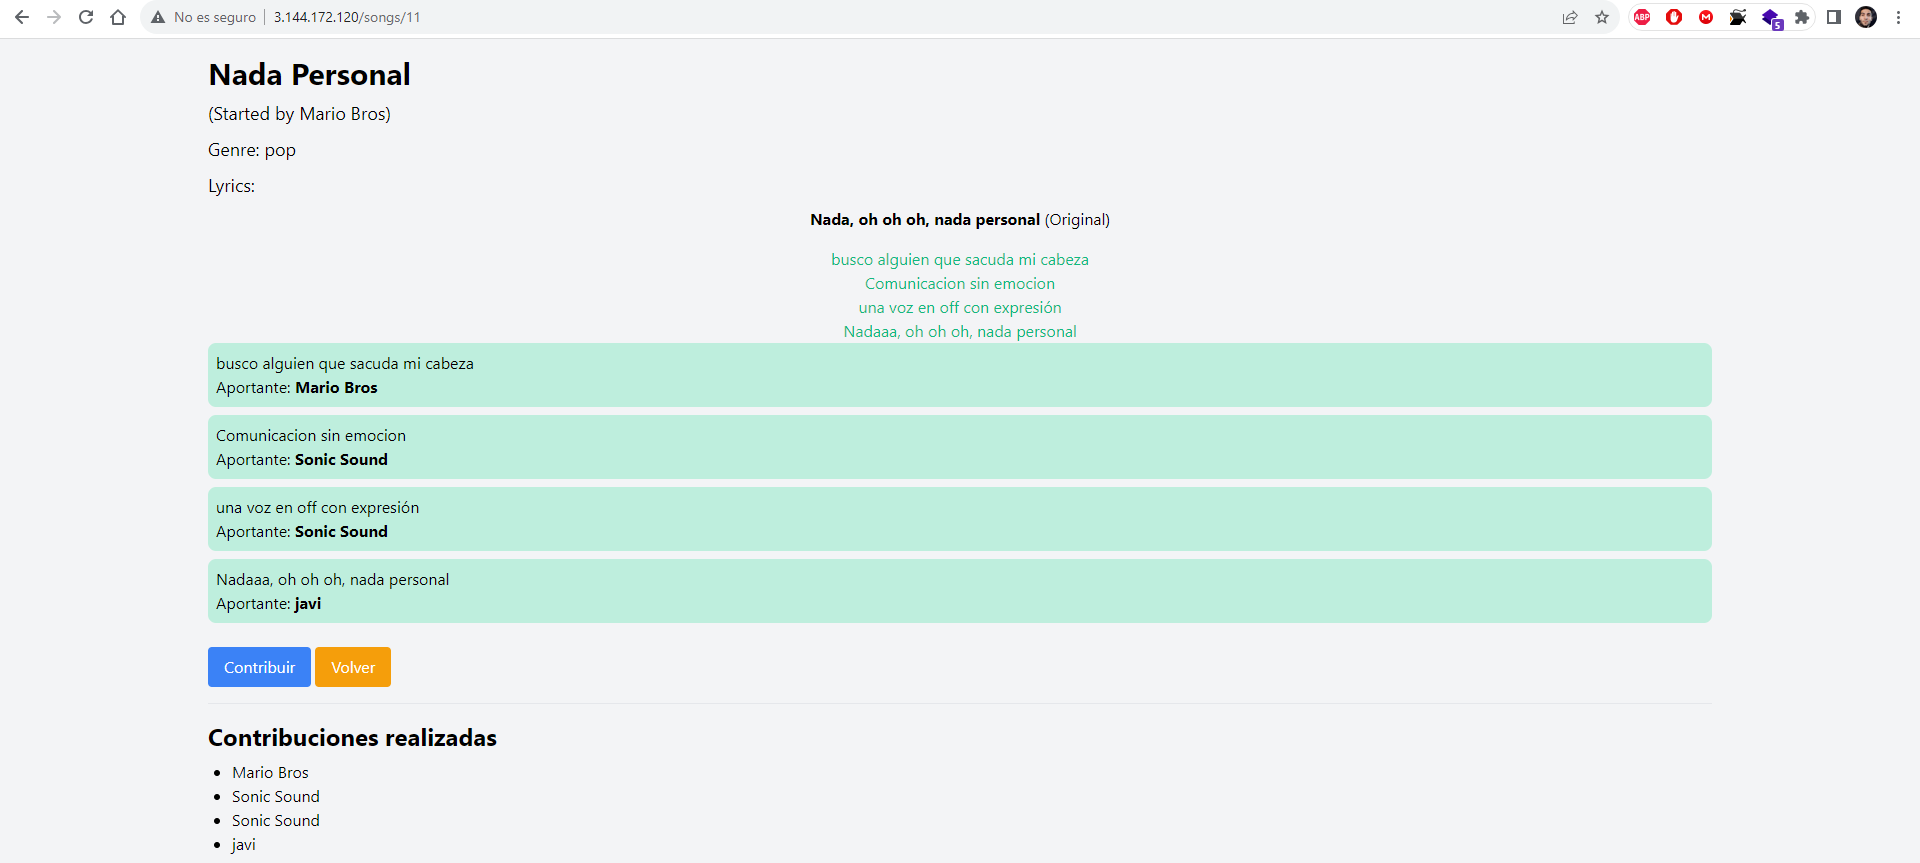 No es seguro
3.144.172.120/songs/11
ABP
M
5
Nada Personal
(Started by Mario Bros)
Genre: pop
Lyrics:
Nada, oh oh oh, nada personal (Original)
busco alguien que sacuda mi cabeza
Comunicacion sin emocion
una voz en off con expresión
Nadaaa, oh oh oh, nada personal
busco alguien que sacuda mi cabeza
Aportante: Mario Bros
Comunicacion sin emocion
Aportante: Sonic Sound
una voz en off con expresión
Aportante: Sonic Sound
Nadaaa, oh oh oh, nada personal
Aportante: javi
Contribuir
Volver
Contribuciones realizadas
Mario Bros
Sonic Sound
Sonic Sound
javi